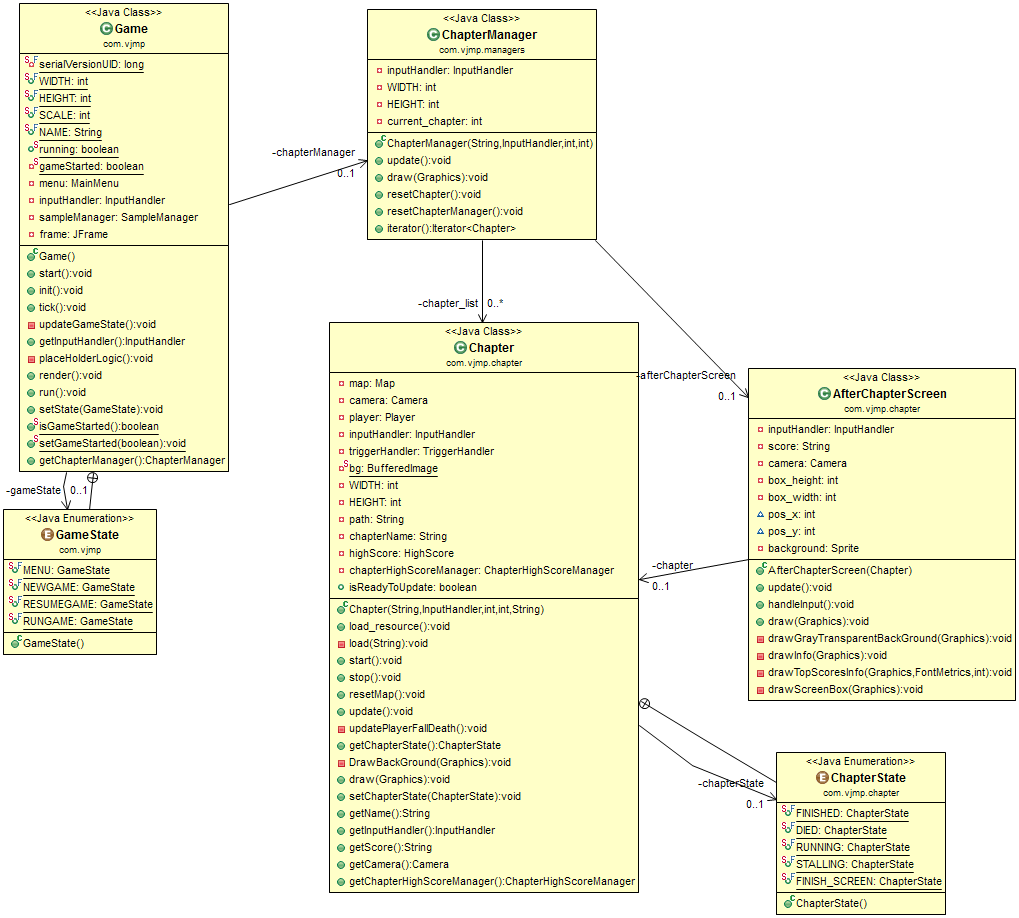 <<Java Class>>
Game
com.vjmp
serialVersionUID: long
WIDTH: int
HEIGHT: int
SCALE: int
NAME: String
running: boolean
gameStarted: boolean
menu: MainMenu
inputHandler: InputHandler
sampleManager: SampleManager
frame: JFrame
Game()
start():void
init():void
tick():void
updateGameState():void
getInputHandler():InputHandler
placeHolderLogic():void
render():void
run():void
setState(GameState):void
isGameStarted():boolean
setGameStarted(boolean):void
getChapterManager():ChapterManager
-chapterManager
0..1
<<Java Class>>
ChapterManager
com.vjmp.managers
inputHandler: InputHandler
WIDTH: int
HEIGHT: int
current_chapter: int
ChapterManager(String,InputHandler,int,int)
update():void
draw(Graphics):void
resetChapter():void
resetChapterManager():void
iterator():Iterator<Chapter>
-chapter_list 0..*
-afterChapterScreen
0..1
-gameState 0..1
<<Java Enumeration>>
GameState
com.vjmp
MENU: GameState
NEWGAME: GameState
RESUMEGAME: GameState
RUNGAME: GameState
GameState()
<<Java Class>>
Chapter
com.vjmp.chapter
map: Map
camera: Camera
player: Player
inputHandler: InputHandler
triggerHandler: TriggerHandler
bg: BufferedImage
WIDTH: int
HEIGHT: int
path: String
chapterName: String
highScore: HighScore
chapterHighScoreManager: ChapterHighScoreManager
isReadyToUpdate: boolean
Chapter(String,InputHandler,int,int,String)
load_resource():void
load(String):void
start():void
stop():void
resetMap():void
update():void
updatePlayerFallDeath():void
getChapterState():ChapterState
DrawBackGround(Graphics):void
draw(Graphics):void
setChapterState(ChapterState):void
getName():String
getInputHandler():InputHandler
getScore():String
getCamera():Camera
getChapterHighScoreManager():ChapterHighScoreManager
<<Java Class>>
AfterChapterScreen
com.vjmp.chapter
inputHandler: InputHandler
score: String
camera: Camera
box_height: int
box_width: int
pos_x: int
pos_y: int
background: Sprite
AfterChapterScreen(Chapter)
update():void
handleInput():void
draw(Graphics):void
drawGrayTransparentBackGround(Graphics):void
drawInfo(Graphics):void
drawTopScoresInfo(Graphics,FontMetrics,int):void
drawScreenBox(Graphics):void
-chapter
0..1
-chapterState
0..1
<<Java Enumeration>>
ChapterState
com.vjmp.chapter
FINISHED: ChapterState
DIED: ChapterState
RUNNING: ChapterState
STALLING: ChapterState
FINISH_SCREEN: ChapterState
ChapterState()